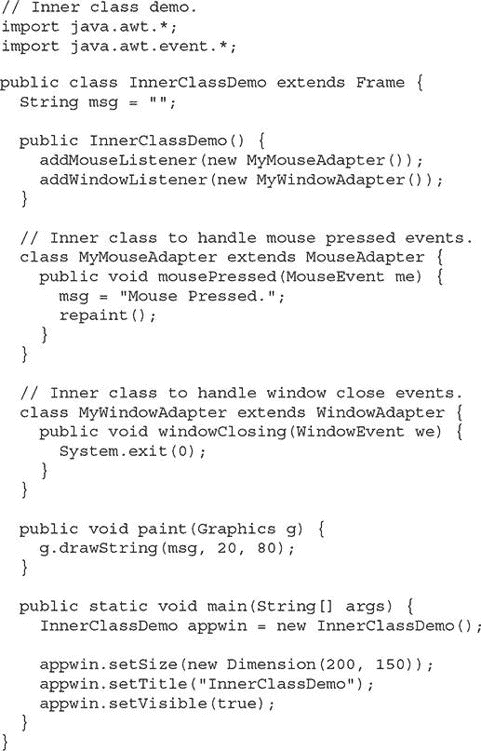 // Inner class demo.
import java.awt.*;
import java.awt.event.*;

public class InnerClassDemo extends Frame {
  String msg = "";

  public InnerClassDemo() {
    addMouseListener(new MyMouseAdapter());
    addWindowListener(new MyWindowAdapter());
  }

  // Inner class to handle mouse pressed events.
  class MyMouseAdapter extends MouseAdapter {
    public void mousePressed(MouseEvent me) {
      msg = "Mouse Pressed.";
      repaint();
    }
  }

  // Inner class to handle window close events.
  class MyWindowAdapter extends WindowAdapter {
    public void windowClosing(WindowEvent we) {
      System.exit(0);
    }
  }

  public void paint(Graphics g) {
    g.drawString(msg, 20, 80);
  }

  public static void main(String[] args) {
    InnerClassDemo appwin = new InnerClassDemo();

    appwin.setSize(new Dimension(200, 150));
    appwin.setTitle("InnerClassDemo");
    appwin.setVisible(true);
  }
}